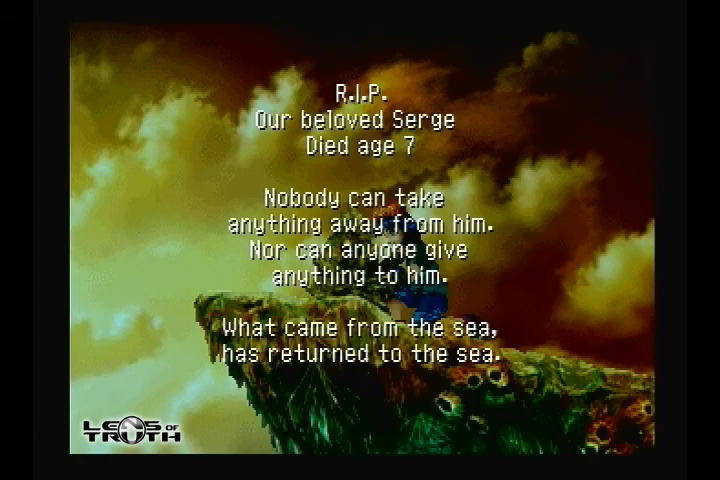 R.I.P.
Our beloved Serge
Died age 7
Nobody can take
anything away from him.
Nor can anyone give
anything to him.
What came from the sea,
has returned to the sea.
LENS OF
TRUTH